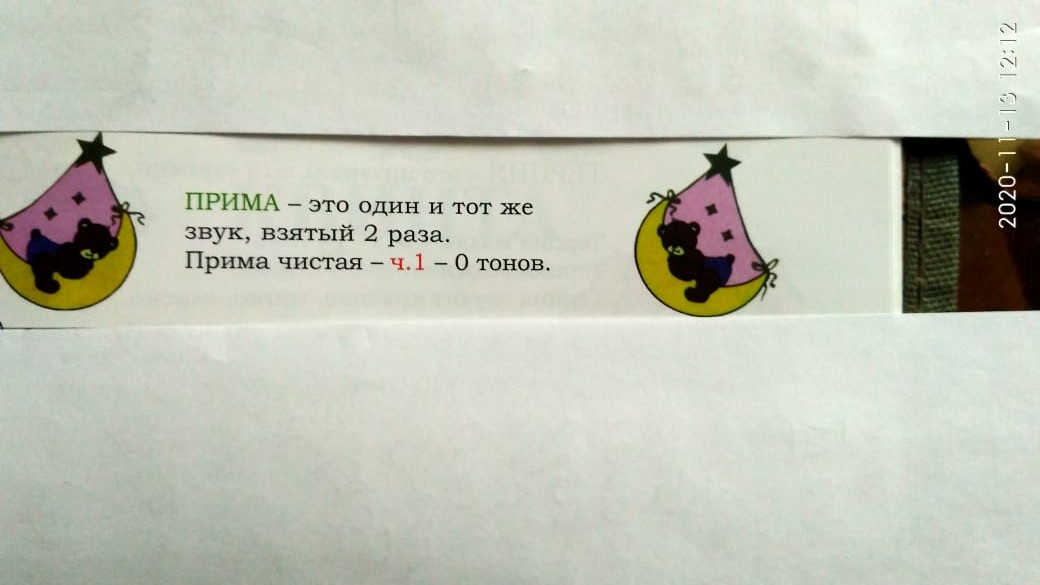 ПРИМА – это один и тот же
звук, взятый 2 раза.
Прима чистая – ч.1 – 0 тонов.
2020-11-13 12:12